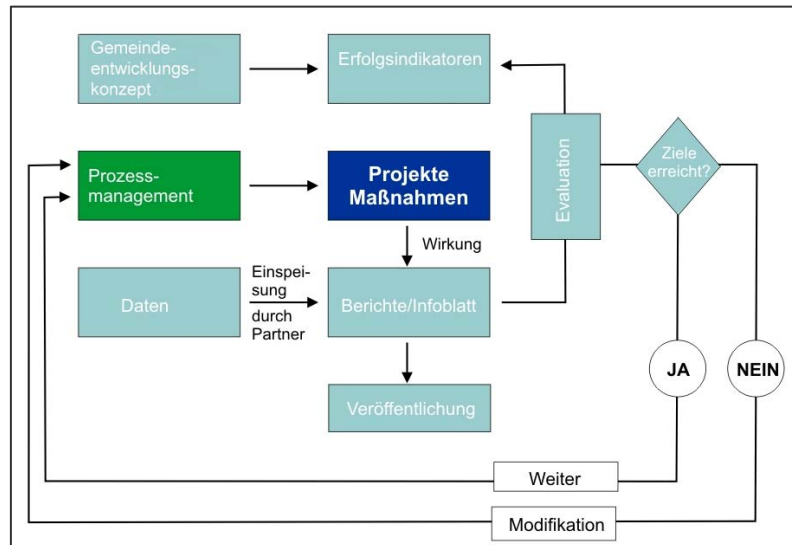 Gemeinde-
entwicklungs-
konzept
Erfolgsindikatoren
Evaluation
Ziele
erreicht?
Prozess-
management
Projekte
Maßnahmen
Wirkung
Daten
Einspei-
sung
durch
Partner
Berichte/Infoblatt
Veröffentlichung
JA
NEIN
Weiter
Modifikation